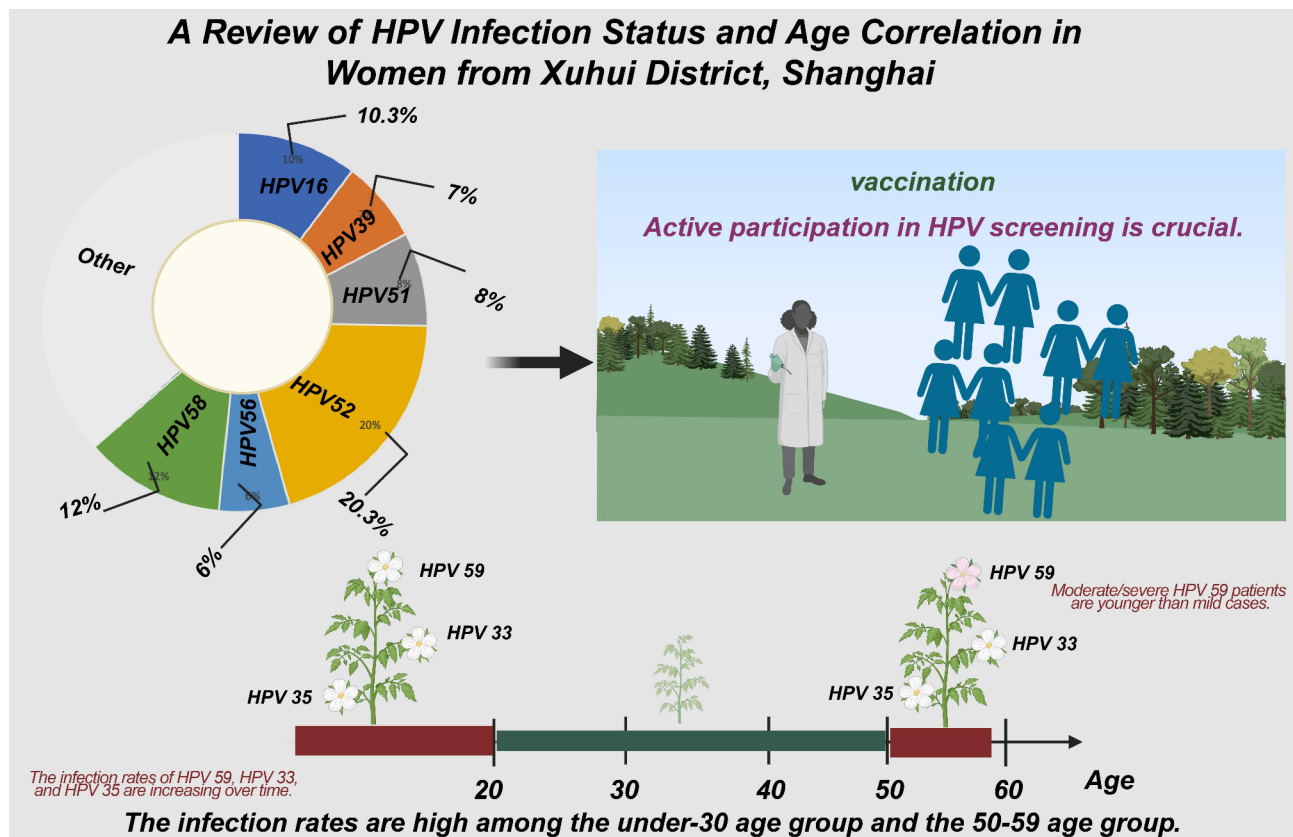 A Review of HPV Infection Status and Age Correlation in
Women from Xuhui District, Shanghai
10.3%
10%
HPV16
7%
HPV39
Other
HPV51
8%
8%
vaccination
Active participation in HPV screening is crucial.
HPV52
20%
20.3%
HPV56
6%
6%
HPV58
12%
12%
HPV 59
HPV 33
HPV 35
HPV 59
Moderate/severe HPV 59 patients
are younger than mild cases.
HPV 33
HPV 35
The infection rates of HPV 59, HPV 33,
and HPV 35 are increasing over time.
20
30
40
50
60
Age
The infection rates are high among the under-30 age group and the 50-59 age group.